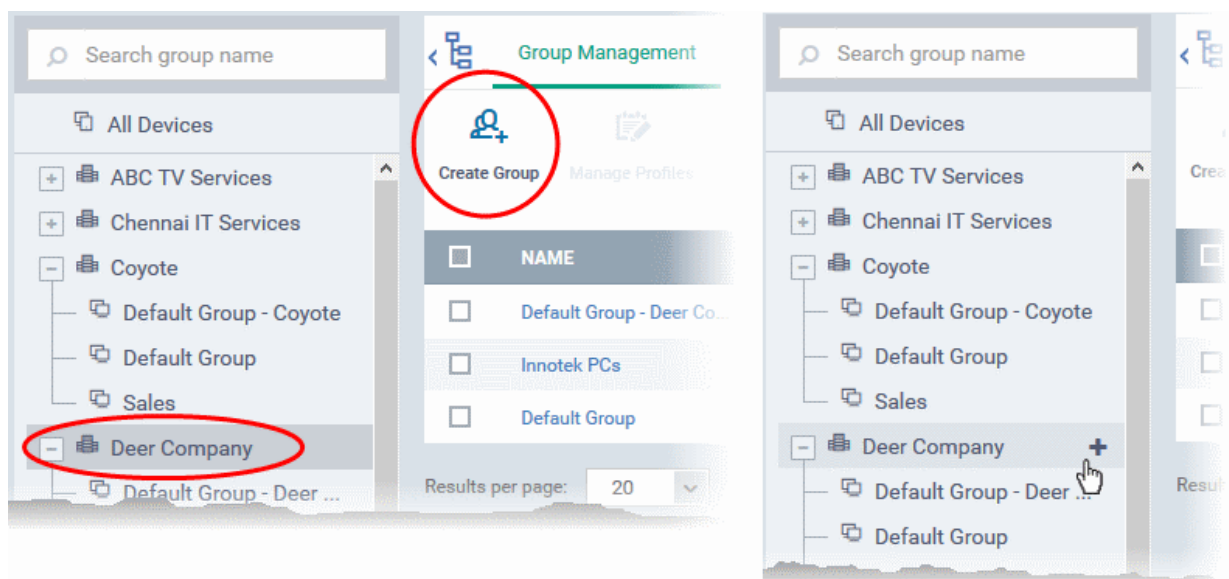 Search group name
All Devices
ABC TV Services
Chennai IT Services
Coyote
Default Group - Coyote
Default Group
Sales
Deer Company
Default Group - Deer ...
Group Management
Create Group
Manage Profiles
NAME
Default Group - Deer Co...
Innotek PCs
Default Group
Results per page: 20
Search group name
All Devices
ABC TV Services
Chennai IT Services
Coyote
Default Group - Coyote
Default Group
Sales
Deer Company
Default Group - Deer ...
Default Group
Crea
Resul